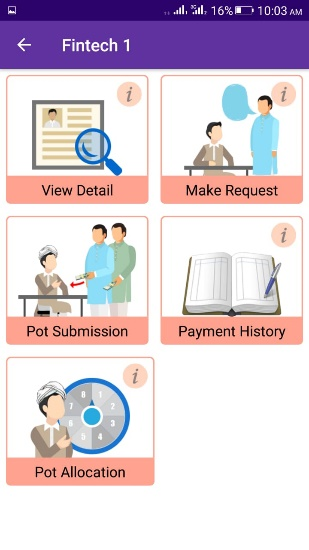 16% 10:03 AM
Fintech 1
View Detail
Make Request
Pot Submission
Payment History
Pot Allocation